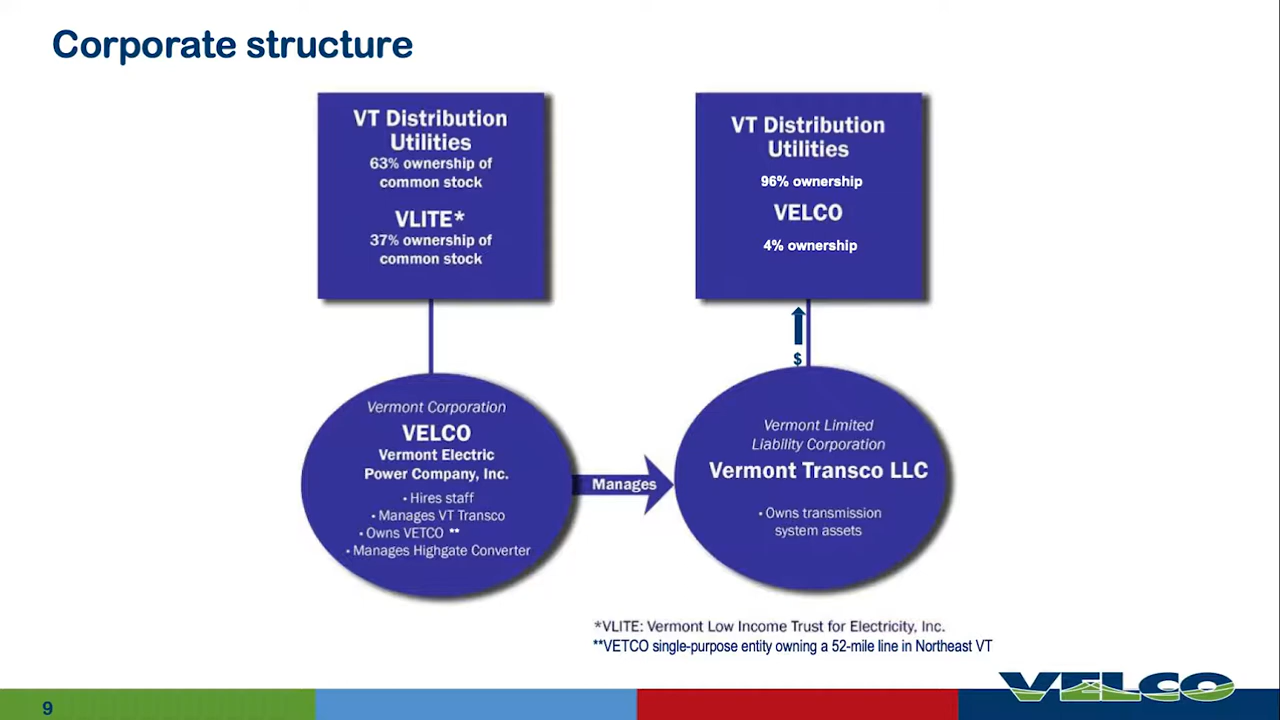 Corporate structure
VT Distribution
Utilities
63% ownership of
common stock
VLITE*
37% ownership of
common stock
VT Distribution
Utilities
96% ownership
VELCO
4% ownership
$
Vermont Corporation
VELCO
Vermont Electric
Power Company, Inc.
• Hires staff
• Manages VT Transco
• Owns VETCO **
• Manages Highgate Converter
Manages
Vermont Limited
Liability Corporation
Vermont Transco LLC
• Owns transmission
system assets
*VLITE: Vermont Low Income Trust for Electricity, Inc.
**VETCO single-purpose entity owning a 52-mile line in Northeast VT
VELCO
9